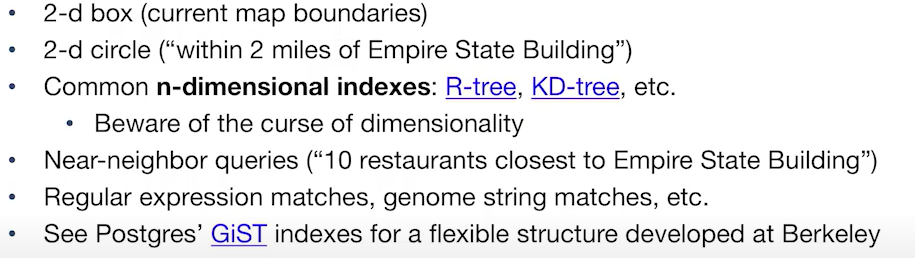 • 2-d box (current map boundaries)
• 2-d circle (“within 2 miles of Empire State Building”)
• Common n-dimensional indexes: R-tree, KD-tree, etc.
• Beware of the curse of dimensionality
• Near-neighbor queries (“10 restaurants closest to Empire State Building”)
• Regular expression matches, genome string matches, etc.
• See Postgres’ GiST indexes for a flexible structure developed at Berkeley